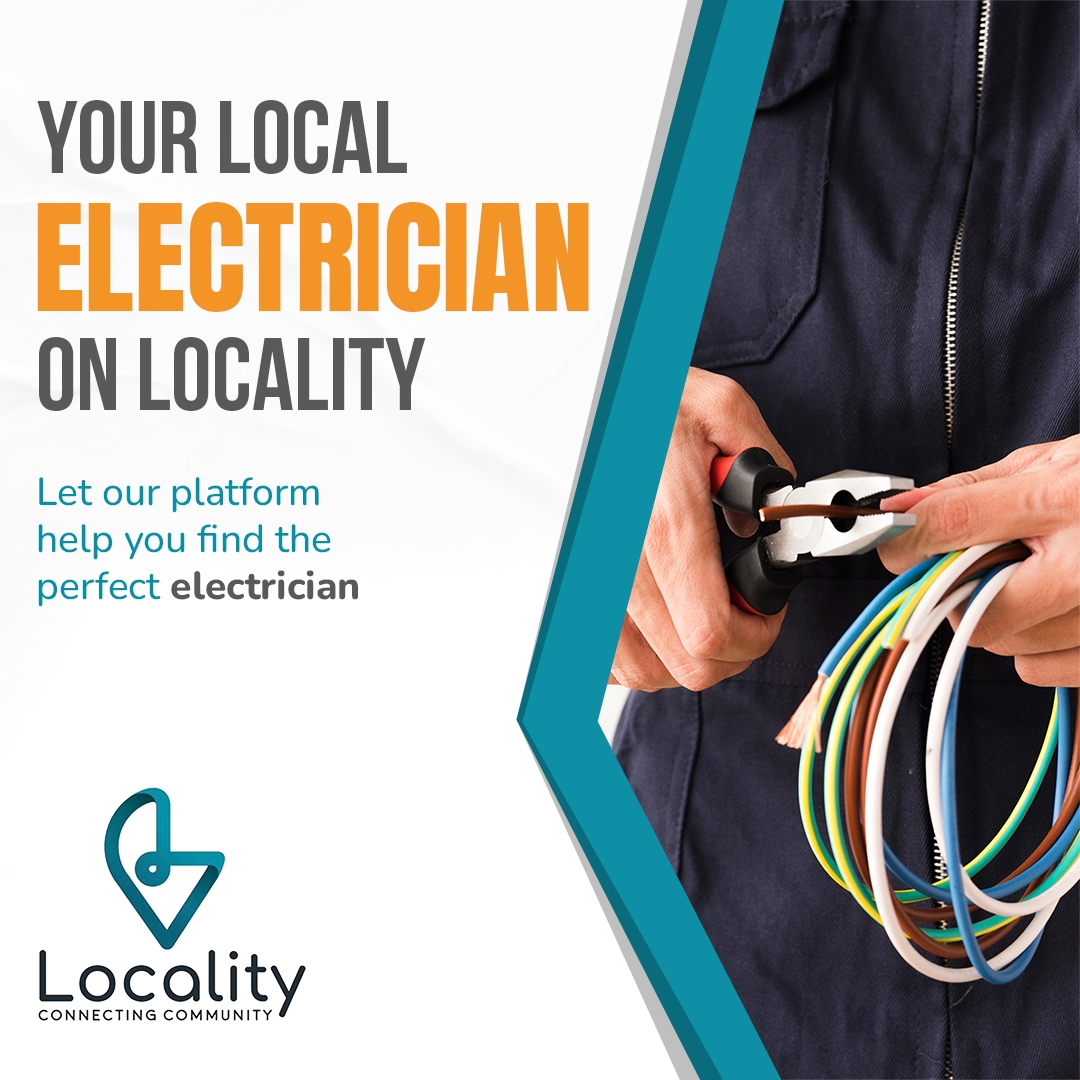 YOUR LOCAL
ELECTRICIAN
ON LOCALITY
Let our platform
help you find the
perfect electrician
Locality
CONNECTING COMMUNITY